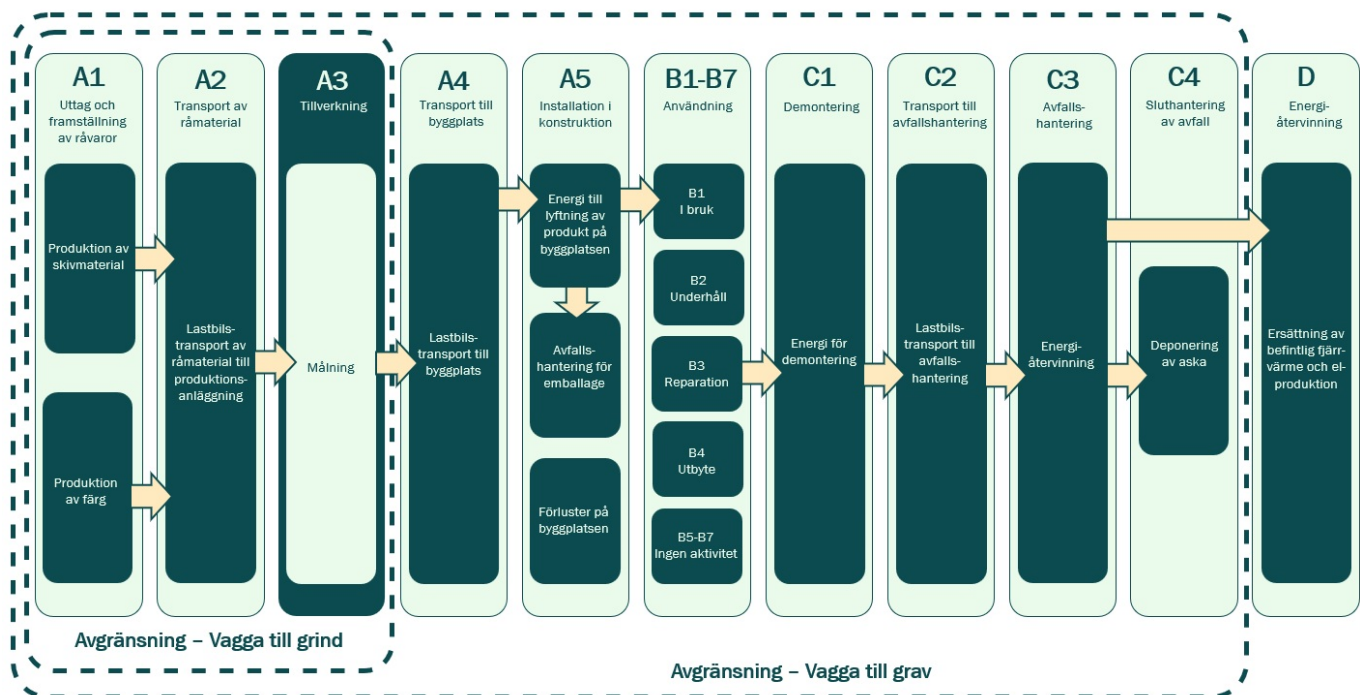 A1
Uttag och
framställning
av råvaror
Produktion av
skivmaterial
Produktion
av färg
A2
Transport av
råmaterial
Lastbils-
transport av
råmaterial till
produktions-
anläggning
A3
Tillverkning
Målning
A4
Transport till
byggplats
Lastbils-
transport till
byggplats
A5
Installation i
konstruktion
Energi till
lyftning av
produkt på
byggplatsen
Avfalls-
hantering för
emballage
Förluster på
byggplatsen
B1-B7
Användning
B1
I bruk
B2
Underhåll
B3
Reparation
B4
Utbyte
B5-B7
Ingen aktivitet
C1
Demontering
Energi för
demontering
C2
Transport till
avfallshantering
Lastbils-
transport till
avfalls-
hantering
C3
Avfalls-
hantering
Energi-
återvinning
C4
Sluthantering
av avfall
Deponering
av aska
D
Energi-
återvinning
Ersättning av
befintlig fjärr-
värme och el-
produktion
Avgränsning – Vagga till grind
Avgränsning – Vagga till grav